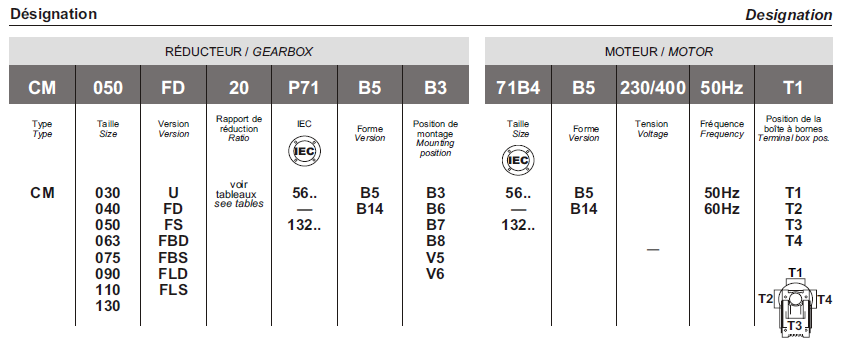 Désignation
Designation
RÉDUCTEUR / GEARBOX
MOTEUR / MOTOR
CM 050 FD 20 P71 B5 B3 71B4 B5 230/400 50Hz T1
Type
Type
Taille
Size
Version
Version
Rapport de
réduction
Ratio
IEC
IEC
Forme
Version
Position de
montage
Mounting
position
Taille
Size
IEC
Forme
Version
Tension
Voltage
Fréquence
Frequency
Position de la
boîte à bornes
Terminal box pos.
CM
030
040
050
063
075
090
110
130
U
FD
FS
FBD
FBS
FLD
FLS
voir
tableaux
see tables
56..
—
132..
B5
B14
B3
B6
B7
B8
V5
V6
56..
—
132..
B5
B14
—
50Hz
60Hz
T1
T2
T3
T4
T1
T2 T4
T3